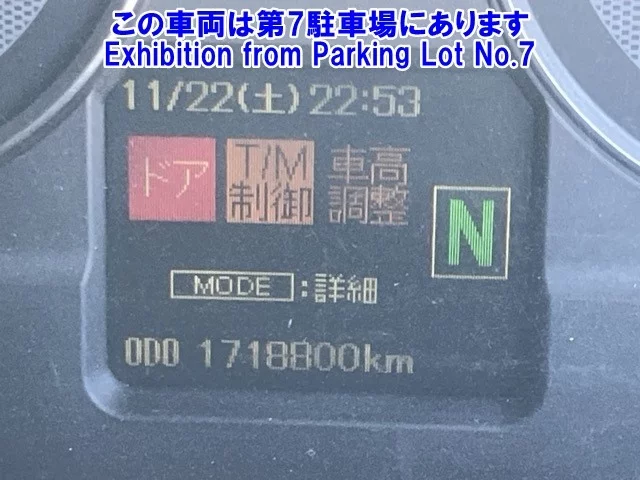 この車両は第7駐車場にあります
Exhibition from Parking Lot No.7
11/22(土)22:53
ドア T/M 車高
制御 調整
N
MODE :詳細
ODO 1718800km